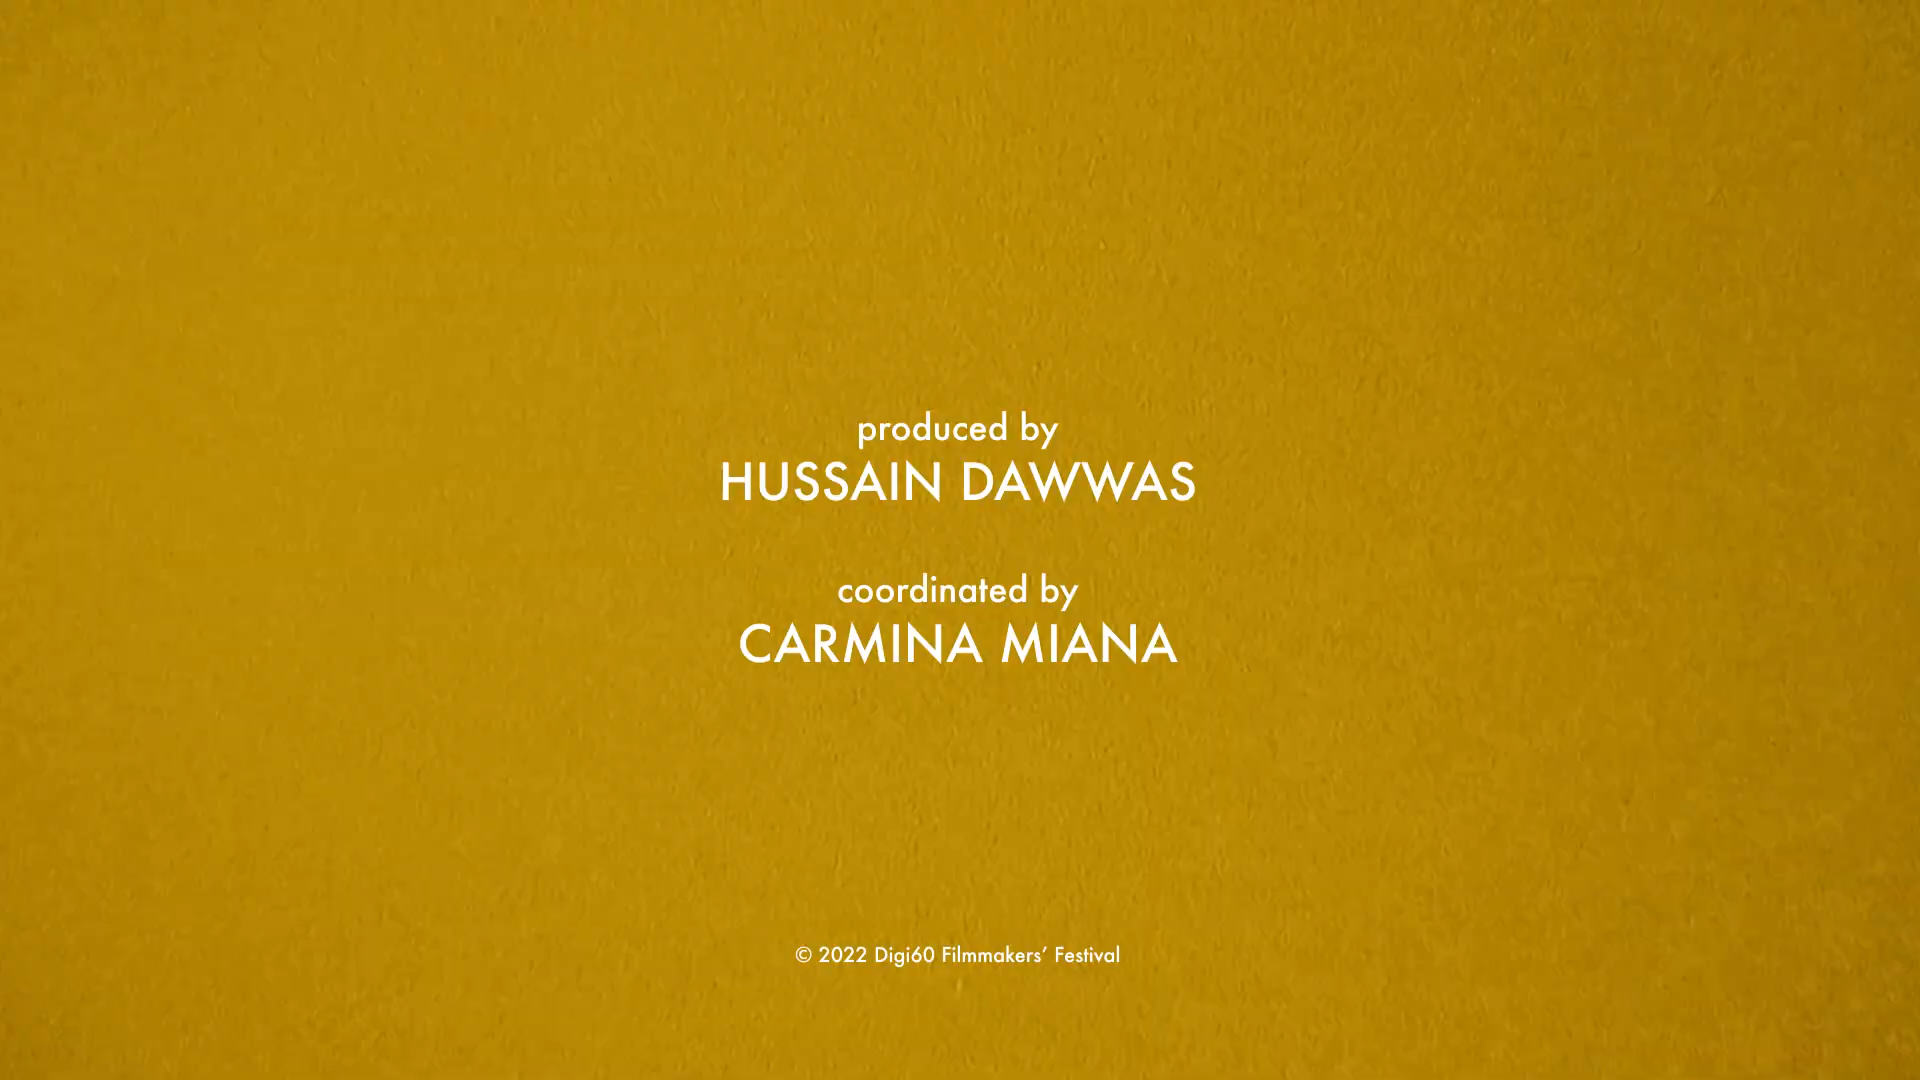 produced by
HUSSAIN DAWWAS
coordinated by
CARMINA MIANA
© 2022 Digi60 Filmmakers’ Festival